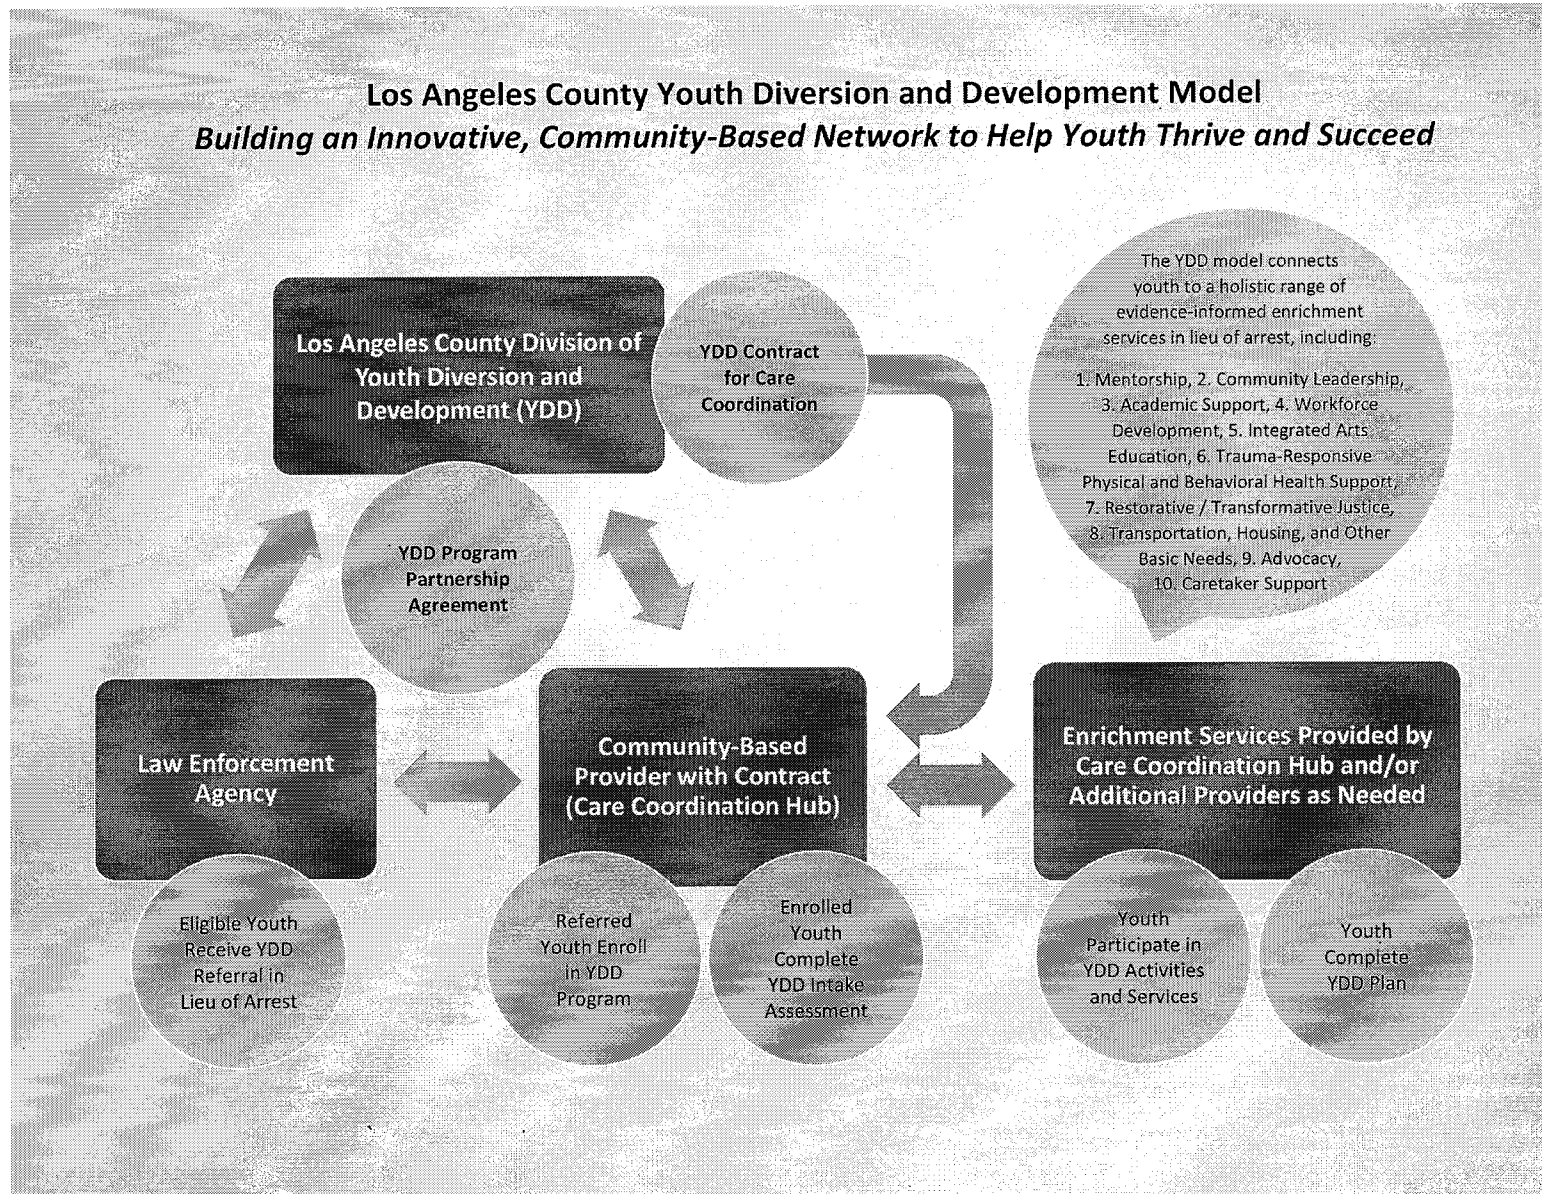 Los Angeles County Youth Diversion and Development Model
Building an Innovative, Community-Based Network to Help Youth Thrive and Succeed
Los Angeles County Division of
Youth Diversion and
Development (YDD)
YDD Contract
for Care
Coordination
The YDD model connects
youth to a holistic range of
evidence-informed enrichment
services in lieu of arrest, including:
1. Mentorship, 2. Community Leadership,
3. Academic Support, 4. Workforce
Development, 5. Integrated Arts
Education, 6. Trauma-Responsive
Physical and Behavioral Health Support,
7. Restorative / Transformative Justice,
8. Transportation, Housing, and Other
Basic Needs, 9. Advocacy,
10. Caretaker Support
YDD Program
Partnership
Agreement
Law Enforcement
Agency
Community-Based
Provider with Contract
(Care Coordination Hub)
Enrichment Services Provided by
Care Coordination Hub and/or
Additional Providers as Needed
Eligible Youth
Receive YDD
Referral in
Lieu of Arrest
Referred
Youth Enroll
in YDD
Program
Enrolled
Youth
Complete
YDD Intake
Assessment
Youth
Participate in
YDD Activities
and Services
Youth
Complete
YDD Plan